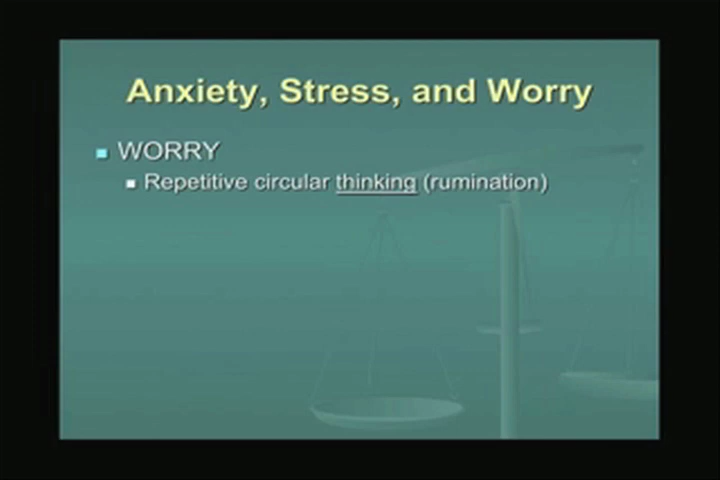 Anxiety, Stress, and Worry
WORRY
Repetitive circular thinking (rumination)